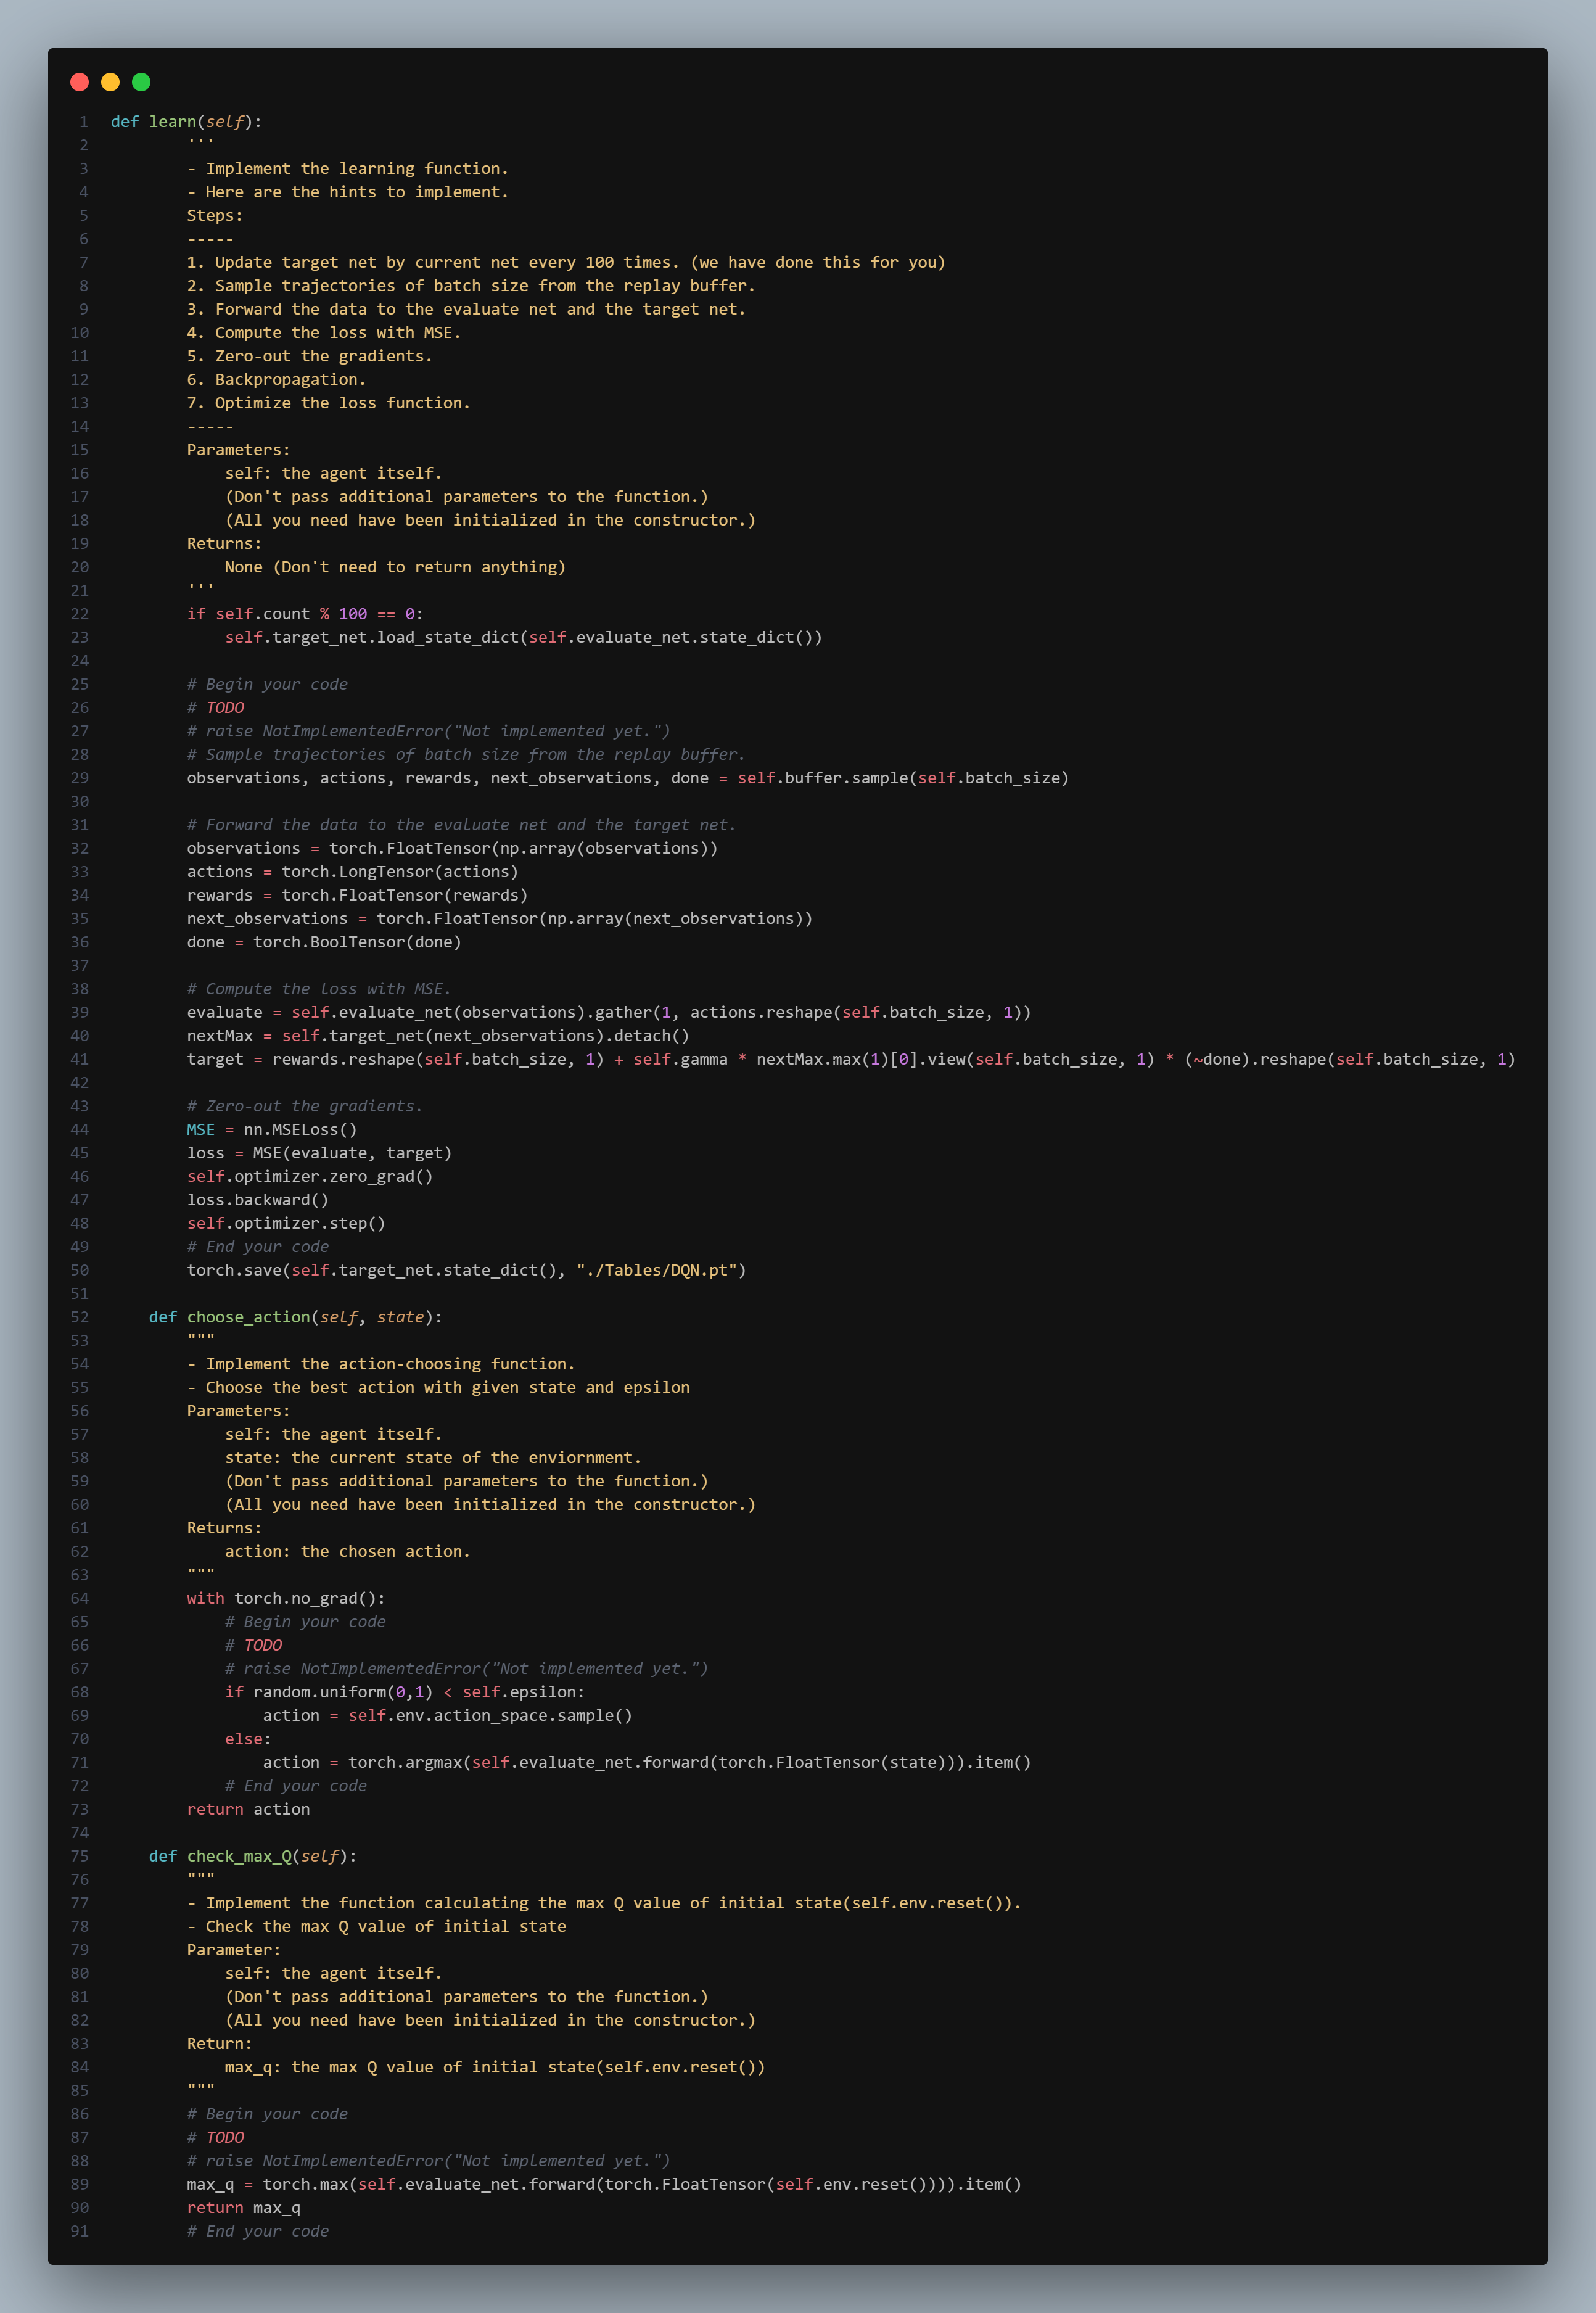 1 def learn(self):
2 '''
3 - Implement the learning function.
4 - Here are the hints to implement.
5 Steps:
6 -----
7 1. Update target net by current net every 100 times. (we have done this for you)
8 2. Sample trajectories of batch size from the replay buffer.
9 3. Forward the data to the evaluate net and the target net.
10 4. Compute the loss with MSE.
11 5. Zero-out the gradients.
12 6. Backpropagation.
13 7. Optimize the loss function.
14 -----
15 Parameters:
16 self: the agent itself.
17 (Don't pass additional parameters to the function.)
18 (All you need have been initialized in the constructor.)
19 Returns:
20 None (Don't need to return anything)
21 '''
22 if self.count % 100 == 0:
23 self.target_net.load_state_dict(self.evaluate_net.state_dict())
24
25 # Begin your code
26 # TODO
27 # raise NotImplementedError("Not implemented yet.")
28 # Sample trajectories of batch size from the replay buffer.
29 observations, actions, rewards, next_observations, done = self.buffer.sample(self.batch_size)
30
31 # Forward the data to the evaluate net and the target net.
32 observations = torch.FloatTensor(np.array(observations))
33 actions = torch.LongTensor(actions)
34 rewards = torch.FloatTensor(rewards)
35 next_observations = torch.FloatTensor(np.array(next_observations))
36 done = torch.BoolTensor(done)
37
38 # Compute the loss with MSE.
39 evaluate = self.evaluate_net(observations).gather(1, actions.reshape(self.batch_size, 1))
40 nextMax = self.target_net(next_observations).detach()
41 target = rewards.reshape(self.batch_size, 1) + self.gamma * nextMax.max(1)[0].view(self.batch_size, 1) * (~done).reshape(self.batch_size, 1)
42
43 # Zero-out the gradients.
44 MSE = nn.MSELoss()
45 loss = MSE(evaluate, target)
46 self.optimizer.zero_grad()
47 loss.backward()
48 self.optimizer.step()
49 # End your code
50 torch.save(self.target_net.state_dict(), "./Tables/DQN.pt")
51
52 def choose_action(self, state):
53 """
54 - Implement the action-choosing function.
55 - Choose the best action with given state and epsilon
56 Parameters:
57 self: the agent itself.
58 state: the current state of the enviornment.
59 (Don't pass additional parameters to the function.)
60 (All you need have been initialized in the constructor.)
61 Returns:
62 action: the chosen action.
63 """
64 with torch.no_grad():
65 # Begin your code
66 # TODO
67 # raise NotImplementedError("Not implemented yet.")
68 if random.uniform(0,1) < self.epsilon:
69 action = self.env.action_space.sample()
70 else:
71 action = torch.argmax(self.evaluate_net.forward(torch.FloatTensor(state))).item()
72 # End your code
73 return action
74
75 def check_max_Q(self):
76 """
77 - Implement the function calculating the max Q value of initial state(self.env.reset()).
78 - Check the max Q value of initial state
79 Parameter:
80 self: the agent itself.
81 (Don't pass additional parameters to the function.)
82 (All you need have been initialized in the constructor.)
83 Return:
84 max_q: the max Q value of initial state(self.env.reset())
85 """
86 # Begin your code
87 # TODO
88 # raise NotImplementedError("Not implemented yet.")
89 max_q = torch.max(self.evaluate_net.forward(torch.FloatTensor(self.env.reset()))).item()
90 return max_q
91 # End your code